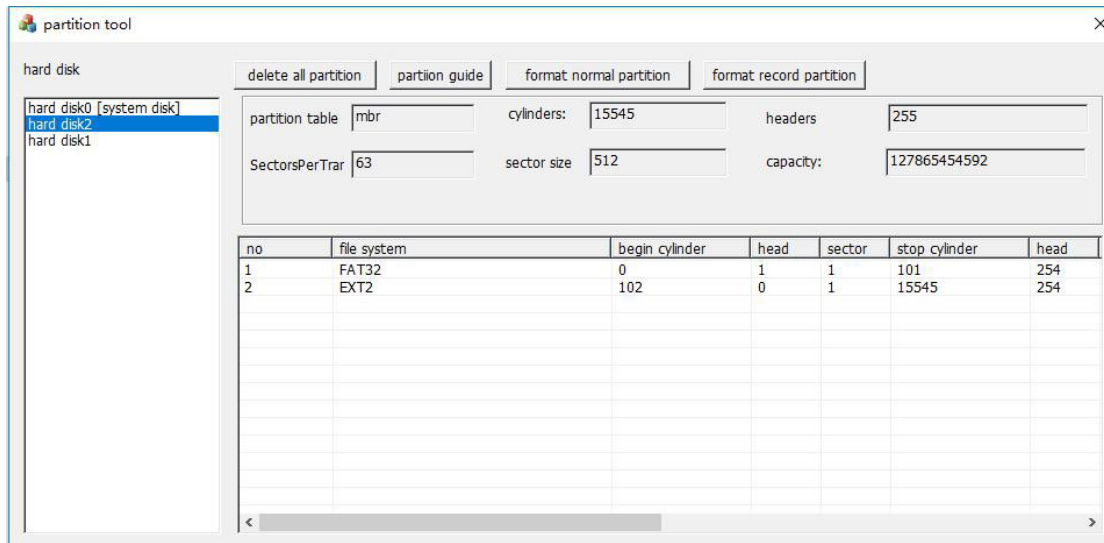 partition tool
hard disk
delete all partition partiion guide format normal partition format record partition
hard disk0 [system disk]
hard disk2
hard disk1
partition table mbr cylinders: 15545 headers 255
SectorsPerTrar 63 sector size 512 capacity: 127865454592
no file system begin cylinder head sector stop cylinder head
1 FAT32 0 1 1 101 254
2 EXT2 102 0 1 15545 254